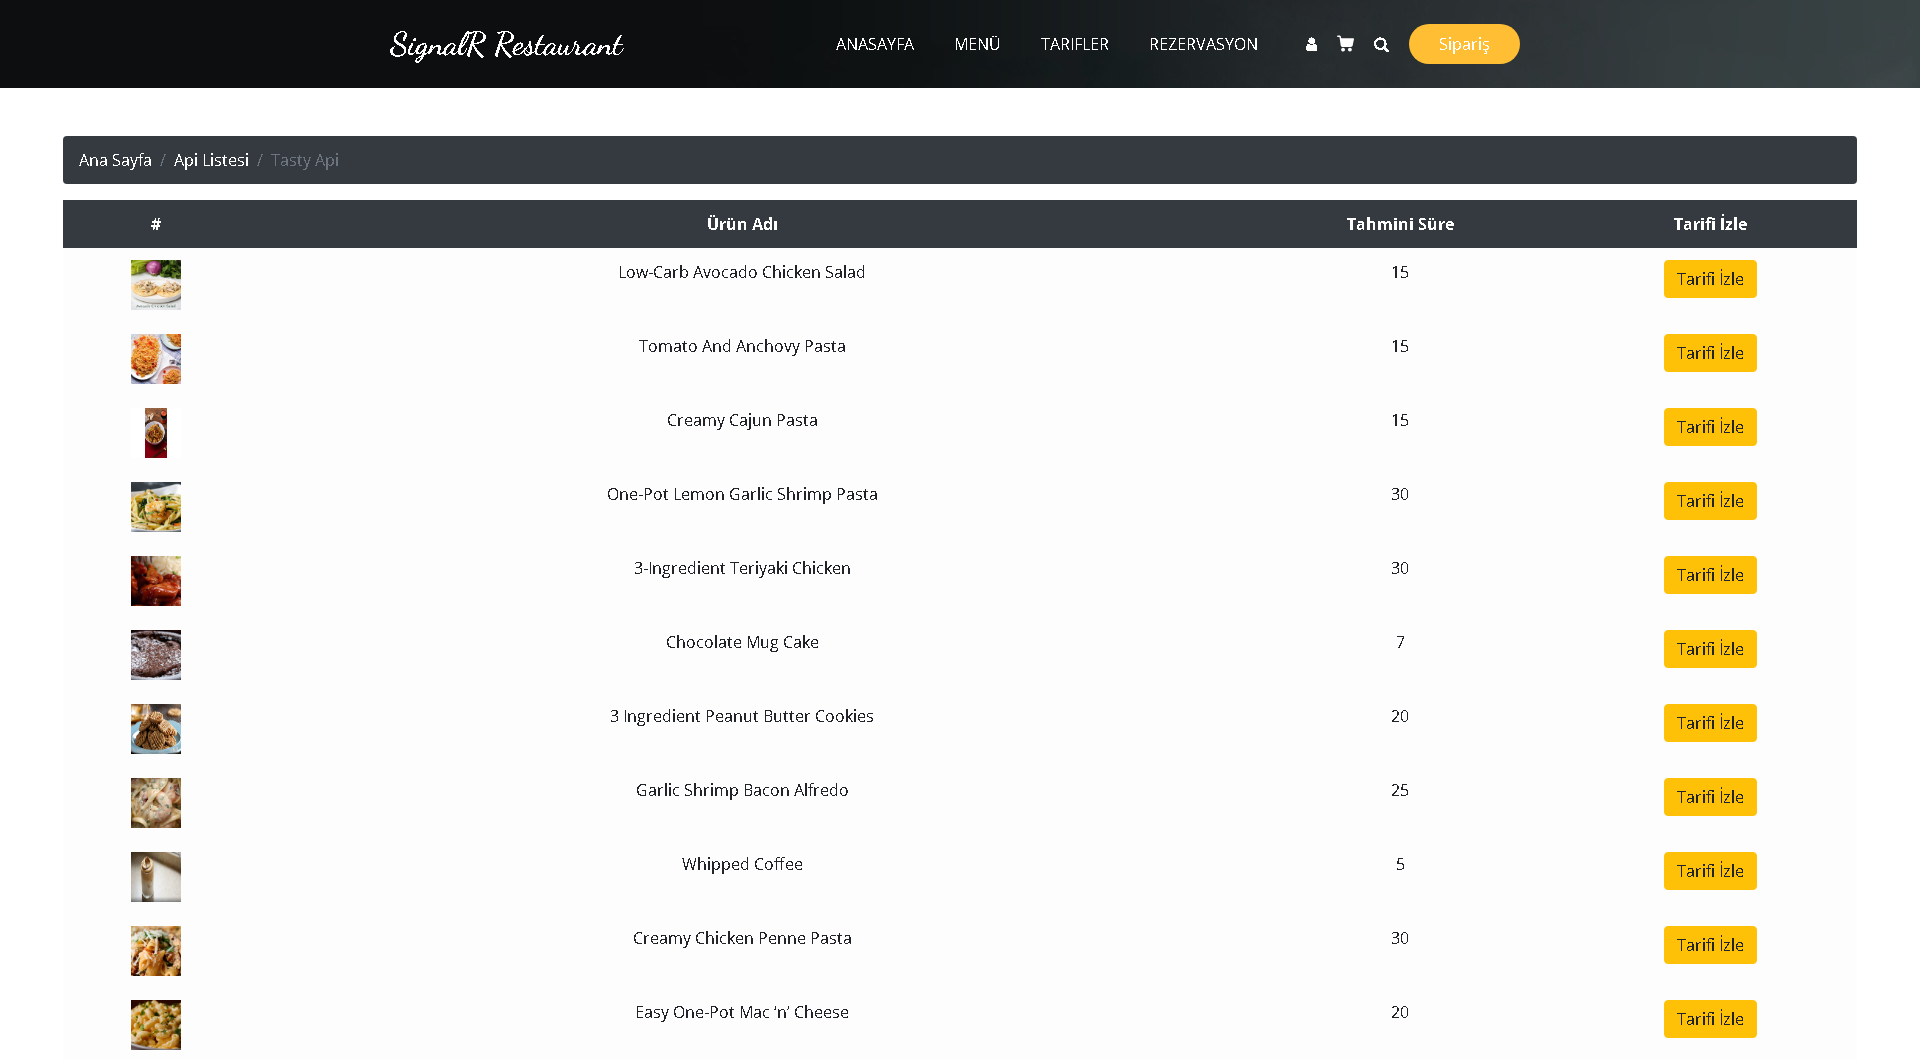 SignalR Restaurant
ANASAYFA MENÜ TARIFLER REZERVASYON Sipariş
Ana Sayfa / Api Listesi / Tasty Api
# Ürün Adı Tahmini Süre Tarifi İzle
Low-Carb Avocado Chicken Salad 15 Tarifi İzle
Tomato And Anchovy Pasta 15 Tarifi İzle
Creamy Cajun Pasta 15 Tarifi İzle
One-Pot Lemon Garlic Shrimp Pasta 30 Tarifi İzle
3-Ingredient Teriyaki Chicken 30 Tarifi İzle
Chocolate Mug Cake 7 Tarifi İzle
3 Ingredient Peanut Butter Cookies 20 Tarifi İzle
Garlic Shrimp Bacon Alfredo 25 Tarifi İzle
Whipped Coffee 5 Tarifi İzle
Creamy Chicken Penne Pasta 30 Tarifi İzle
Easy One-Pot Mac ‘n’ Cheese 20 Tarifi İzle